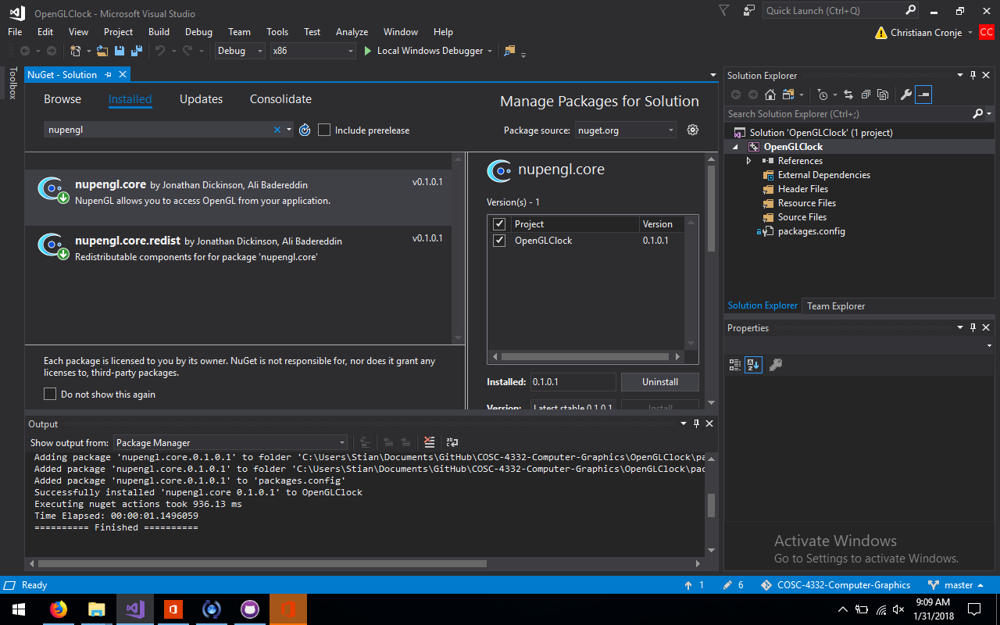 OpenGLClock - Microsoft Visual Studio
Quick Launch (Ctrl+Q)
File Edit View Project Build Debug Team Tools Test Analyze Window Help
Christiaan Cronje
CC
Debug x86 Local Windows Debugger
Toolbox
NuGet - Solution
Browse Installed Updates Consolidate
Manage Packages for Solution
nupengl
Include prerelease
Package source: nuget.org
nupengl.core by Jonathan Dickinson, Ali Badereddin v0.1.0.1
NupenGL allows you to access OpenGL from your application.
nupengl.core.redist by Jonathan Dickinson, Ali Badereddin v0.1.0.1
Redistributable components for for package 'nupengl.core'
Each package is licensed to you by its owner. NuGet is not responsible for, nor does it grant any
licenses to, third-party packages.
Do not show this again
nupengl.core
Version(s) - 1
Project Version
OpenGLClock 0.1.0.1
Installed: 0.1.0.1 Uninstall
Version: Latest stable 0.1.0.1 Install
Output
Show output from: Package Manager
Adding package 'nupengl.core.0.1.0.1' to folder 'C:\Users\Stian\Documents\GitHub\COSC-4332-Computer-Graphics\OpenGLClock\pac
Added package 'nupengl.core.0.1.0.1' to folder 'C:\Users\Stian\Documents\GitHub\COSC-4332-Computer-Graphics\OpenGLClock\pac
Added package 'nupengl.core.0.1.0.1' to 'packages.config'
Successfully installed 'nupengl.core 0.1.0.1' to OpenGLClock
Executing nuget actions took 936.13 ms
Time Elapsed: 00:00:01.1496059
========== Finished ==========
Solution Explorer
Search Solution Explorer (Ctrl+;)
Solution 'OpenGLClock' (1 project)
OpenGLClock
References
External Dependencies
Header Files
Resource Files
Source Files
packages.config
Solution Explorer Team Explorer
Properties
Activate Windows
Go to Settings to activate Windows.
Ready
1 6 COSC-4332-Computer-Graphics master
9:09 AM
1/31/2018